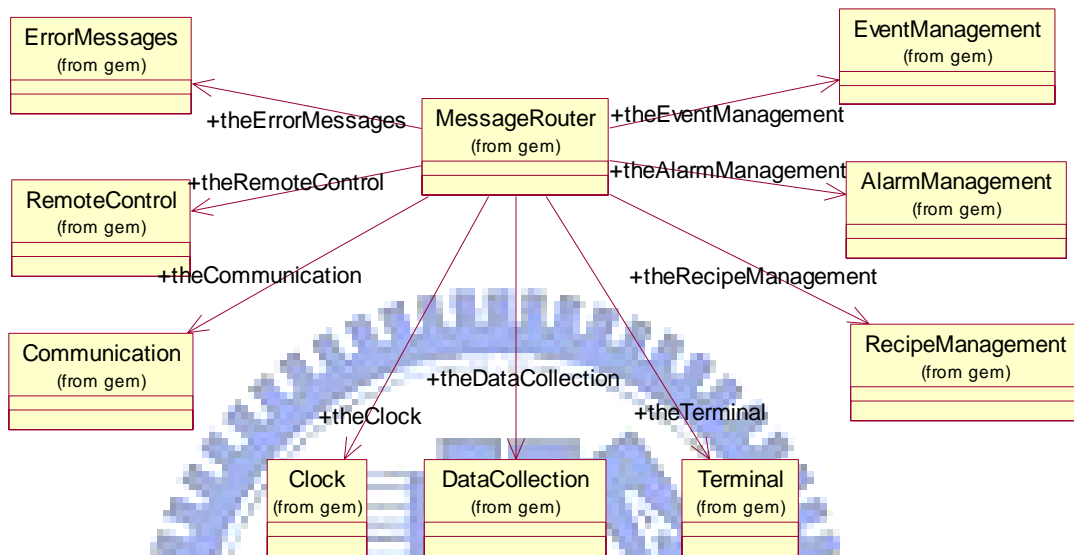 ErrorMessages
(from gem)
EventManagement
(from gem)
+theErrorMessages
MessageRouter
(from gem)
+theEventManagement
+theRemoteControl
+theAlarmManagement
RemoteControl
(from gem)
AlarmManagement
(from gem)
+theCommunication
+theRecipeManagement
Communication
(from gem)
RecipeManagement
(from gem)
+theDataCollection
+theClock
+theTerminal
Clock
(from gem)
DataCollection
(from gem)
Terminal
(from gem)